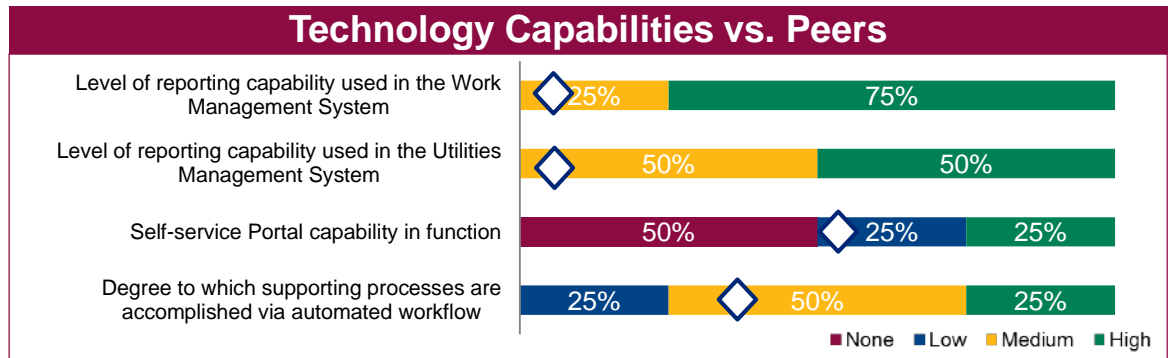 Technology Capabilities vs. Peers
Level of reporting capability used in the Work
Management System
25%
75%
Level of reporting capability used in the Utilities
Management System
50%
50%
Self-service Portal capability in function
50%
25%
25%
Degree to which supporting processes are
accomplished via automated workflow
25%
50%
25%
None Low Medium High